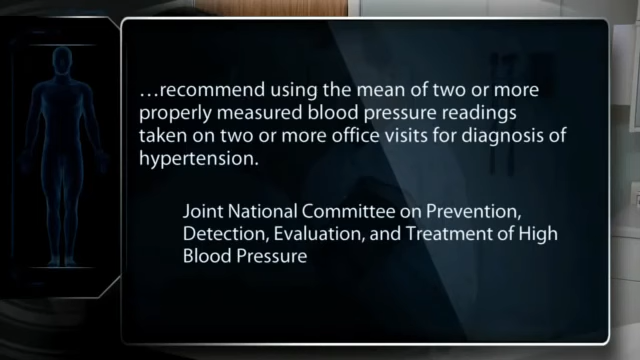 …recommend using the mean of two or more
properly measured blood pressure readings
taken on two or more office visits for diagnosis of
hypertension.
Joint National Committee on Prevention,
Detection, Evaluation, and Treatment of High
Blood Pressure